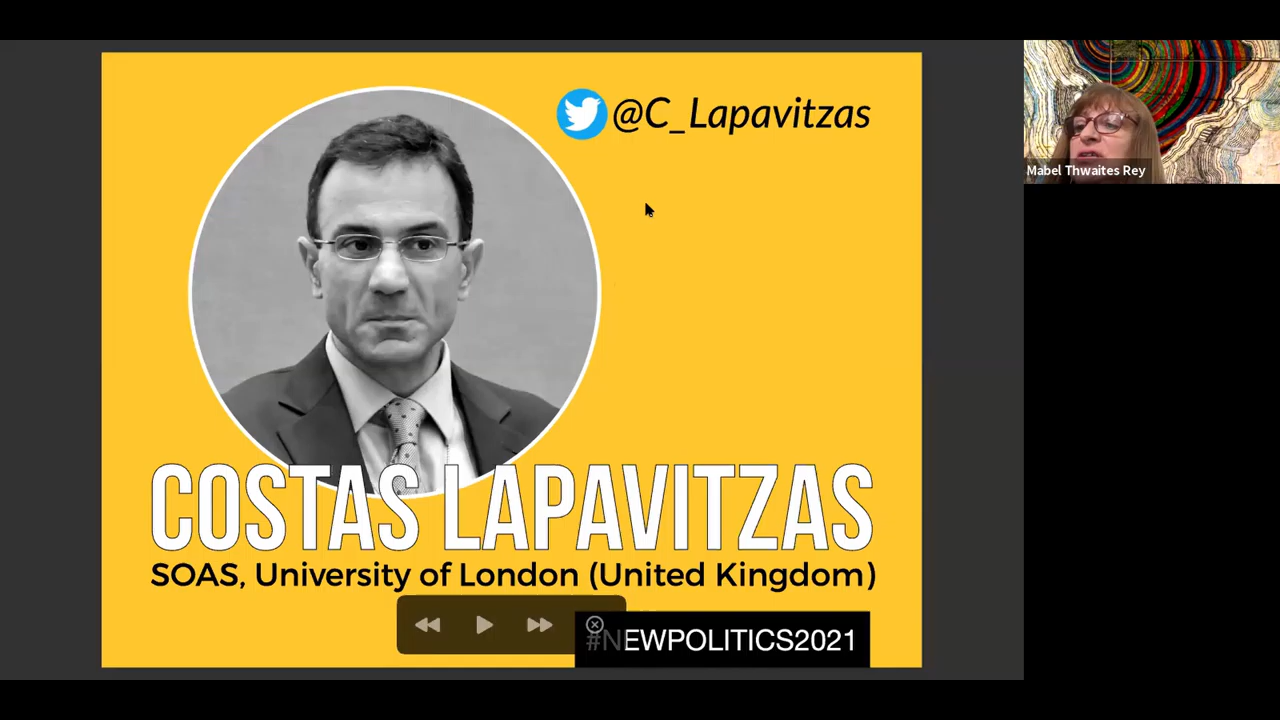 @C_Lapavitzas
Mabel Thwaites Rey
COSTAS LAPAVITZAS
SOAS, University of London (United Kingdom)
#NEWPOLITICS2021